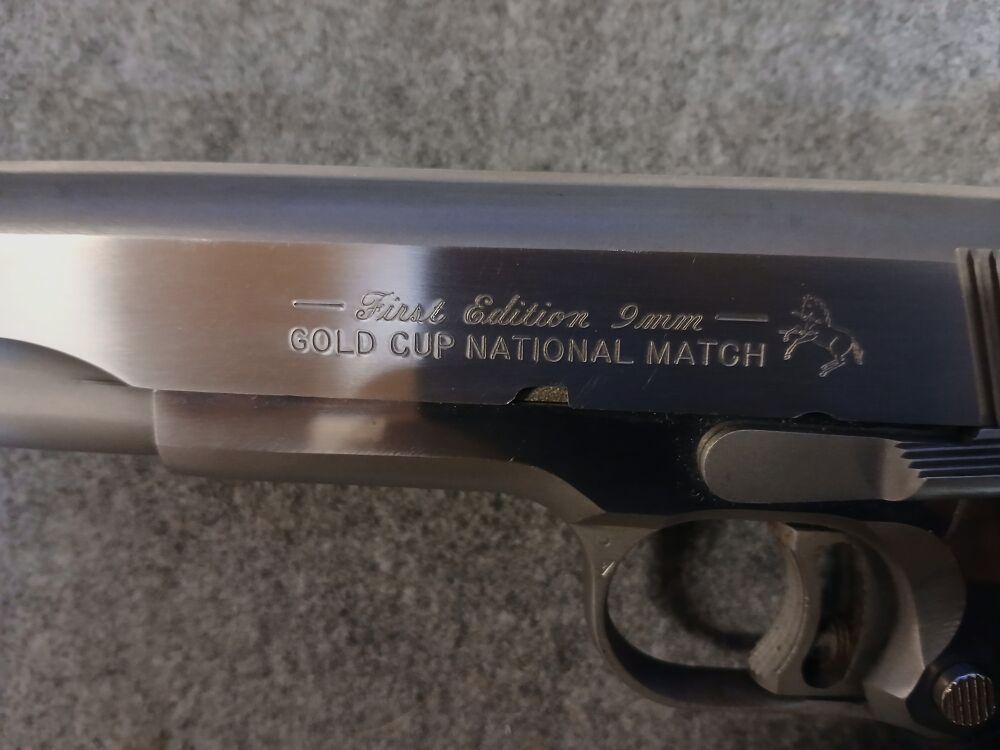 — First Edition 9mm —
GOLD CUP NATIONAL MATCH